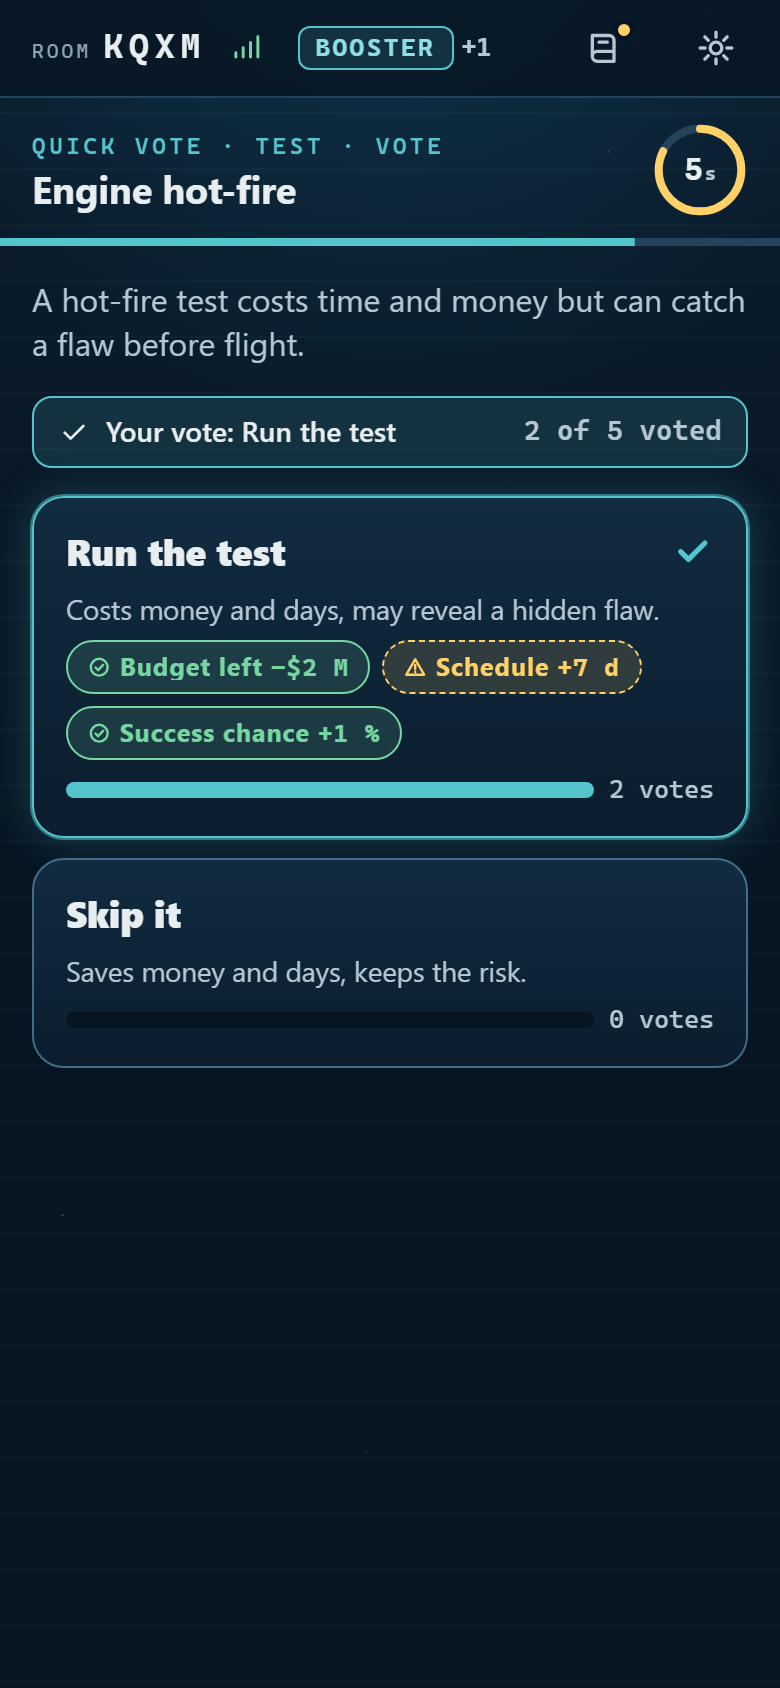 ROOM KQXM BOOSTER +1
QUICK VOTE · TEST · VOTE
Engine hot-fire
5s
A hot-fire test costs time and money but can catch
a flaw before flight.
Your vote: Run the test 2 of 5 voted
Run the test
Costs money and days, may reveal a hidden flaw.
Budget left −$2 M Schedule +7 d
Success chance +1 %
2 votes
Skip it
Saves money and days, keeps the risk.
0 votes